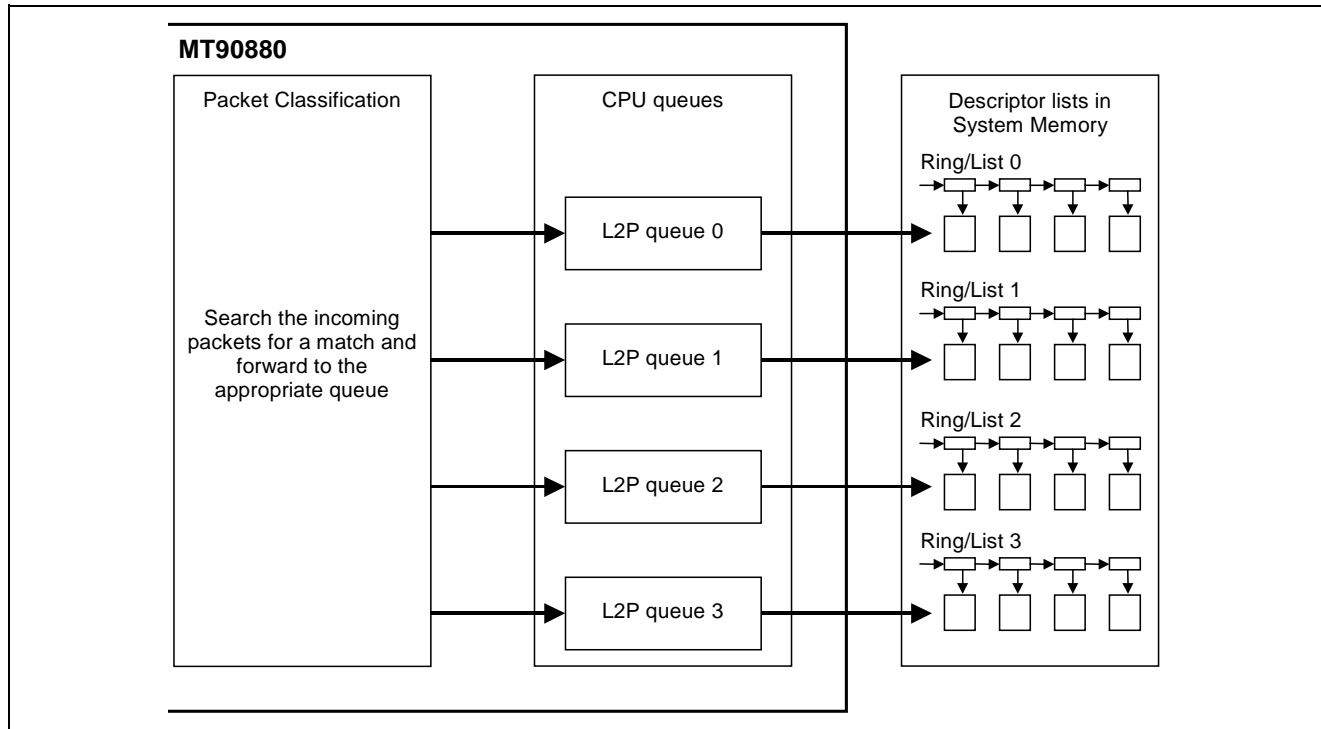 MT90880
Packet Classification
Search the incoming
packets for a match and
forward to the
appropriate queue
CPU queues
L2P queue 0
L2P queue 1
L2P queue 2
L2P queue 3
Descriptor lists in
System Memory
Ring/List 0
Ring/List 1
Ring/List 2
Ring/List 3